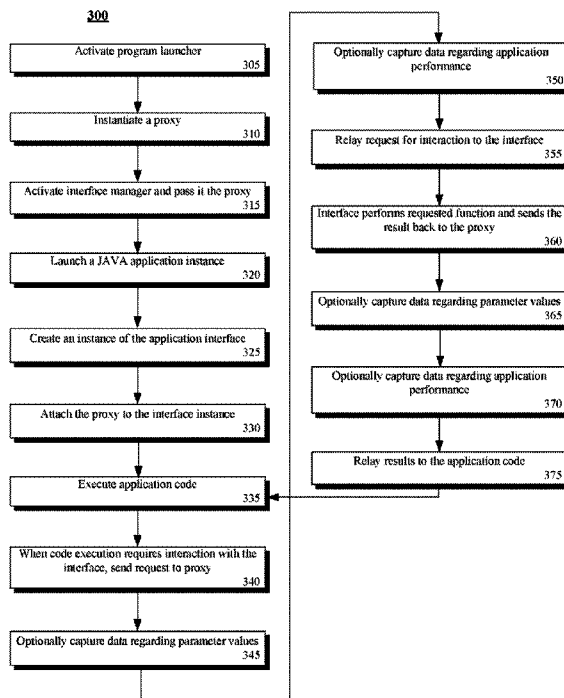 300
Activate program launcher
305
Instantiate a proxy
310
Activate interface manager and pass it the proxy
315
Launch a JAVA application instance
320
Create an instance of the application interface
325
Attach the proxy to the interface instance
330
Execute application code
335
When code execution requires interaction with the
interface, send request to proxy
340
Optionally capture data regarding parameter values
345
Optionally capture data regarding application
performance
350
Relay request for interaction to the interface
355
Interface performs requested function and sends the
result back to the proxy
360
Optionally capture data regarding parameter values
365
Optionally capture data regarding application
performance
370
Relay results to the application code
375